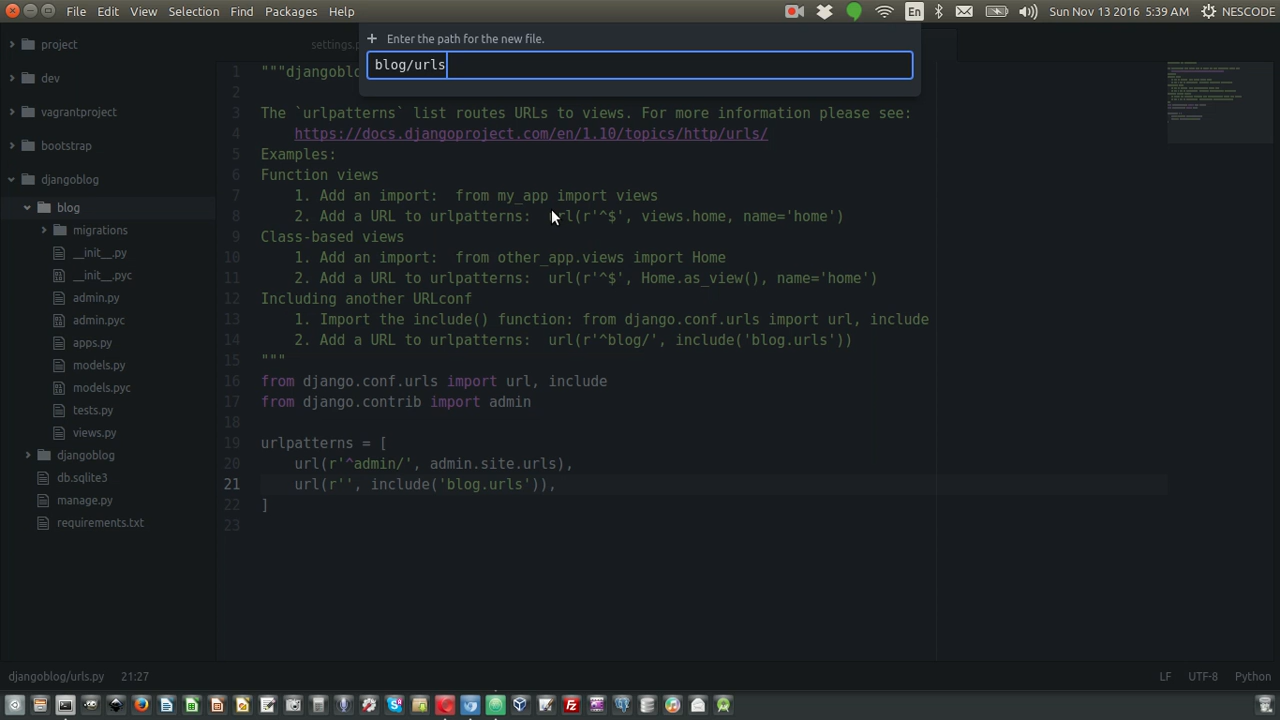 File Edit View Selection Find Packages Help
En
Sun Nov 13 2016 5:39 AM
NESCODE
Enter the path for the new file.
blog/urls
project
dev
vagrantproject
bootstrap
djangoblog
blog
migrations
__init__.py
__init__.pyc
admin.py
admin.pyc
apps.py
models.py
models.pyc
tests.py
views.py
djangoblog
db.sqlite3
manage.py
requirements.txt
settings.
1 """djangoblo
2
3 The `urlpatterns` list routes URLs to views. For more information please see:
4 https://docs.djangoproject.com/en/1.10/topics/http/urls/
5 Examples:
6 Function views
7 1. Add an import:  from my_app import views
8 2. Add a URL to urlpatterns:  url(r'^$', views.home, name='home')
9 Class-based views
10 1. Add an import:  from other_app.views import Home
11 2. Add a URL to urlpatterns:  url(r'^$', Home.as_view(), name='home')
12 Including another URLconf
13 1. Import the include() function: from django.conf.urls import url, include
14 2. Add a URL to urlpatterns:  url(r'^blog/', include('blog.urls'))
15 """
16 from django.conf.urls import url, include
17 from django.contrib import admin
18
19 urlpatterns = [
20 url(r'^admin/', admin.site.urls),
21 url(r'', include('blog.urls')),
22 ]
23
djangoblog/urls.py 21:27
LF UTF-8 Python